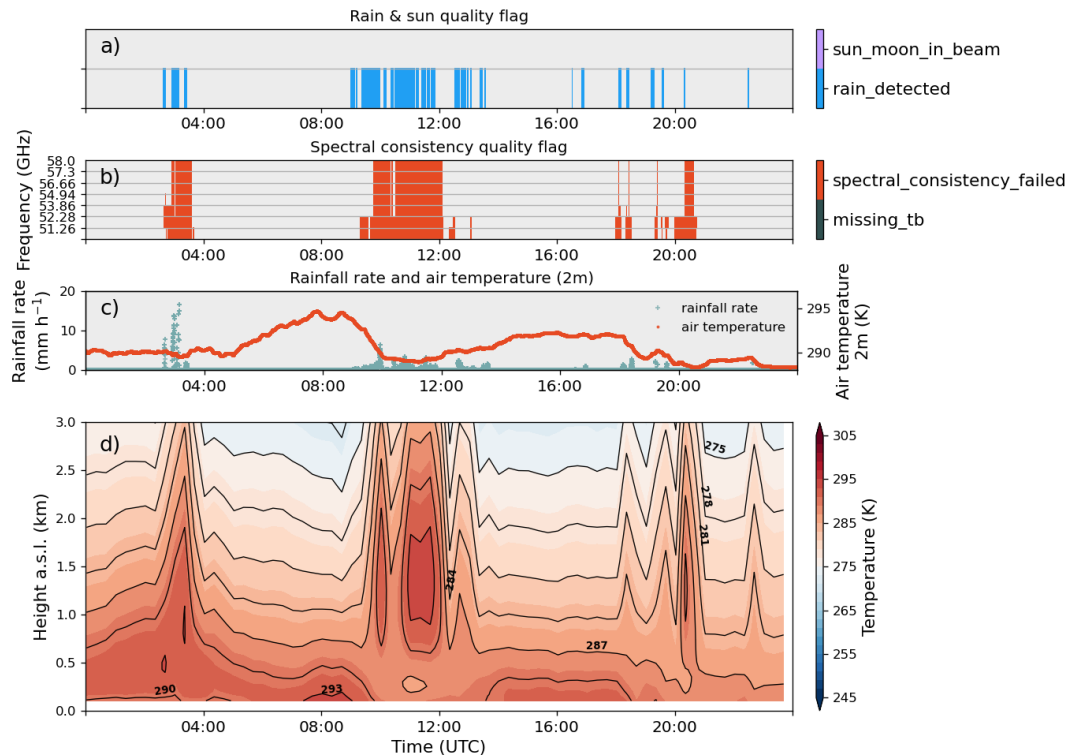 Rain & sun quality flag
a)
sun_moon_in_beam
rain_detected
04:00 08:00 12:00 16:00 20:00
Spectral consistency quality flag
Frequency (GHz)
b)
58.0
57.3
56.66
54.94
53.86
52.28
51.26
spectral_consistency_failed
missing_tb
04:00 08:00 12:00 16:00 20:00
Rainfall rate and air temperature (2m)
Rainfall rate
(mm h⁻¹)
c)
20
10
0
rainfall rate
air temperature
295
290
Air temperature
2m (K)
04:00 08:00 12:00 16:00 20:00
d)
Height a.s.l. (km)
3.0
2.5
2.0
1.5
1.0
0.5
0.0
275
278
281
284
287
290
293
04:00 08:00 12:00 16:00 20:00
Time (UTC)
305
295
285
275
265
255
245
Temperature (K)